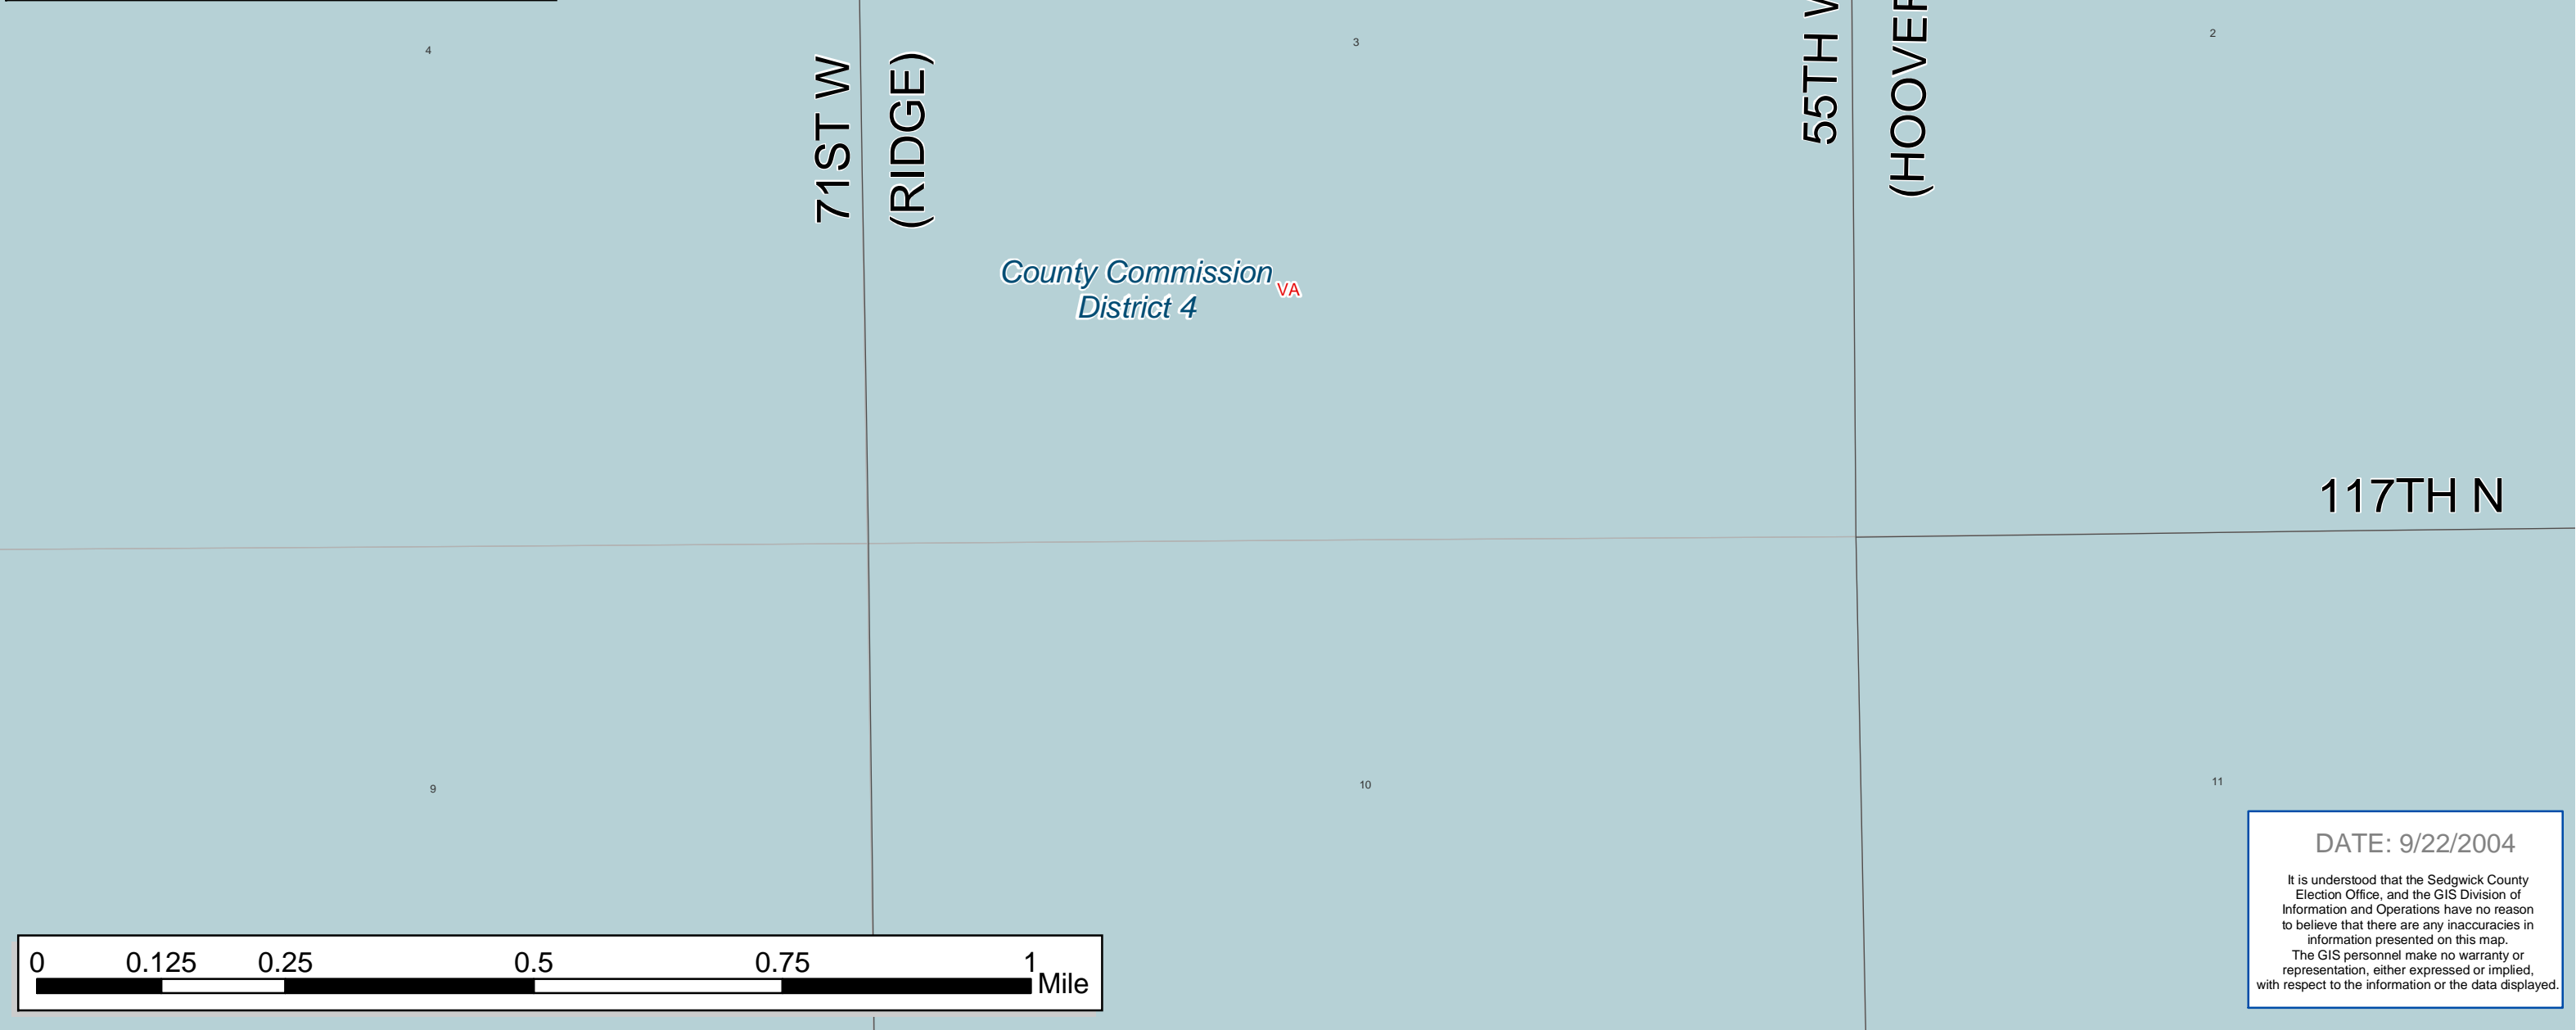 4
3
2
71ST W
(RIDGE)
55TH
(HOOVER
County Commission
District 4
VA
117TH N
9
10
11
DATE: 9/22/2004
It is understood that the Sedgwick County
Election Office, and the GIS Division of
Information and Operations have no reason
to believe that there are any inaccuracies in
information presented on this map.
The GIS personnel make no warranty or
representation, either expressed or implied,
with respect to the information or the data displayed.
0 0.125 0.25 0.5 0.75 1
Mile